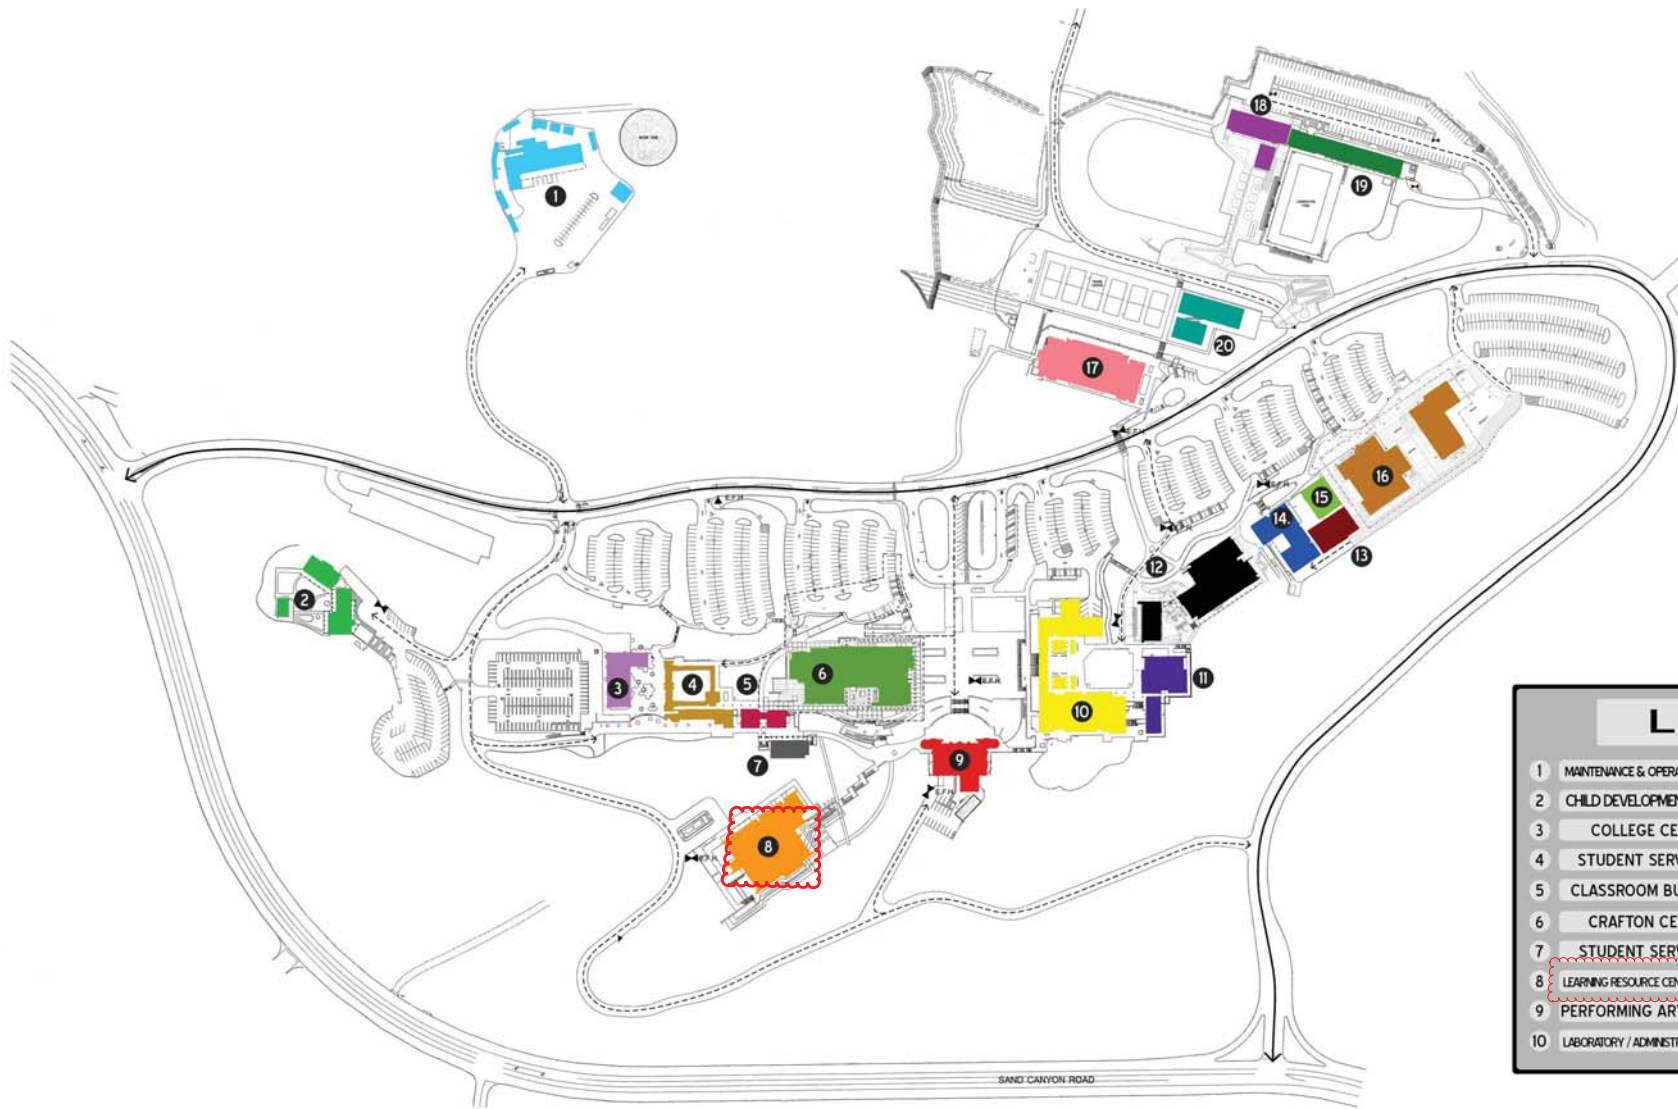 1
18
19
20
17
16
15
14.
13
12
E.F.H.
2
3
4
5
6
E.F.H.
10
11
7
9
E.F.H.
8
E.F.H.
SAND CANYON ROAD
L
1 MAINTENANCE & OPERA
2 CHILD DEVELOPMEN
3 COLLEGE CE
4 STUDENT SERV
5 CLASSROOM BU
6 CRAFTON CE
7 STUDENT SERV
8 LEARNING RESOURCE CEN
9 PERFORMING AR
10 LABORATORY / ADMINISTR